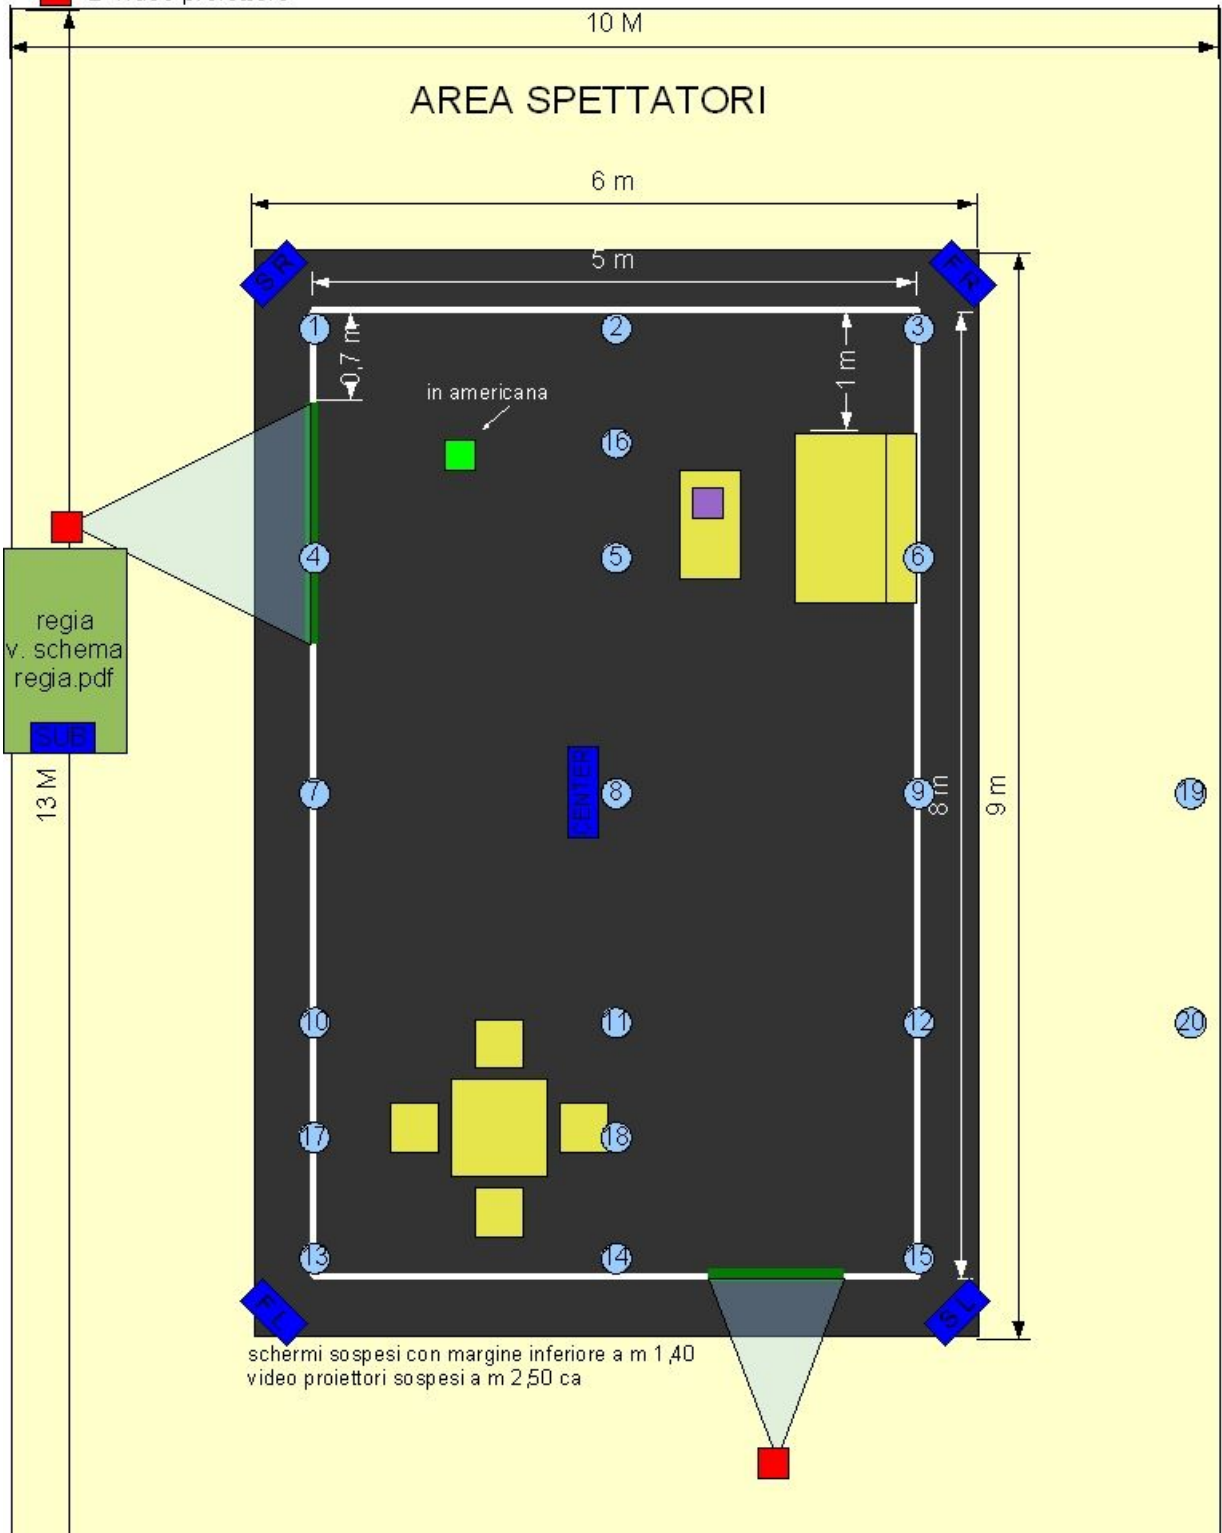 10 M
AREA SPETTATORI
6 m
5 m
S R
F R
1
2
3
0,7 m
1 m
in americana
16
4
5
6
regia
v. schema
regia.pdf
SUB
13 M
CENTER
7
8
9
8 m
9 m
19
10
11
12
20
17
18
13
14
15
F L
S L
schermi sospesi con margine inferiore a m 1,40
video proiettori sospesi a m 2,50 ca